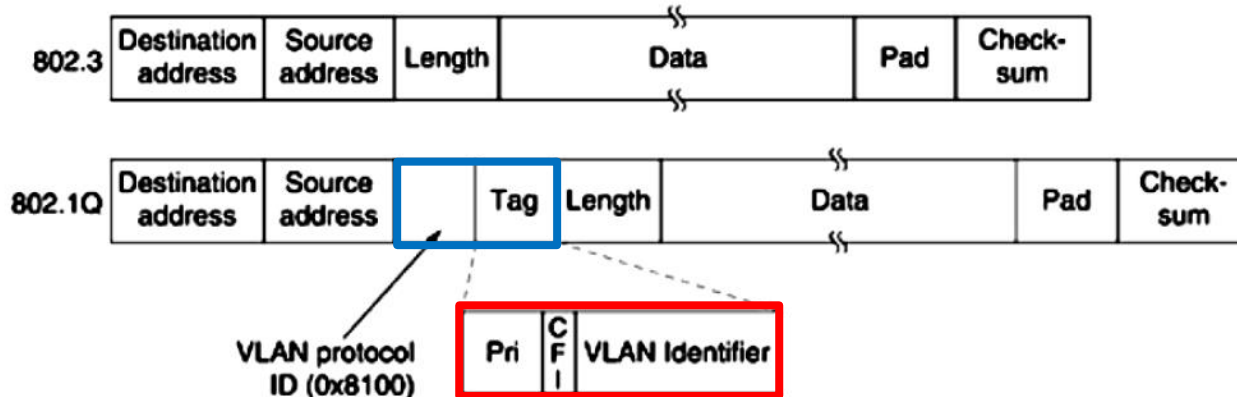 802.3 Destination address Source address Length Data Pad Check-sum
802.1Q Destination address Source address Tag Length Data Pad Check-sum
VLAN protocol ID (0x8100)
Pri CFI VLAN Identifier